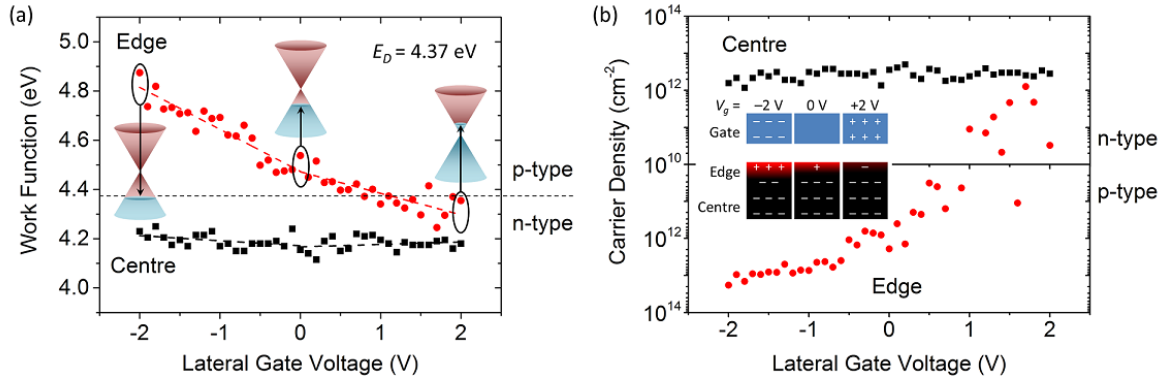 (a)
5.0
4.8
4.6
4.4
4.2
4.0
Work Function (eV)
Edge
E_D = 4.37 eV
p-type
n-type
Centre
-2
-1
0
1
2
Lateral Gate Voltage (V)
(b)
10^14
10^12
10^10
10^12
10^14
Carrier Density (cm^-2)
Centre
V_g = −2 V 0 V +2 V
Gate − − − + + +
− − − + + +
Edge + + + + −
− − − − − − −
Centre − − − − − − − − −
− − − − − − − − −
n-type
p-type
Edge
-2
-1
0
1
2
Lateral Gate Voltage (V)